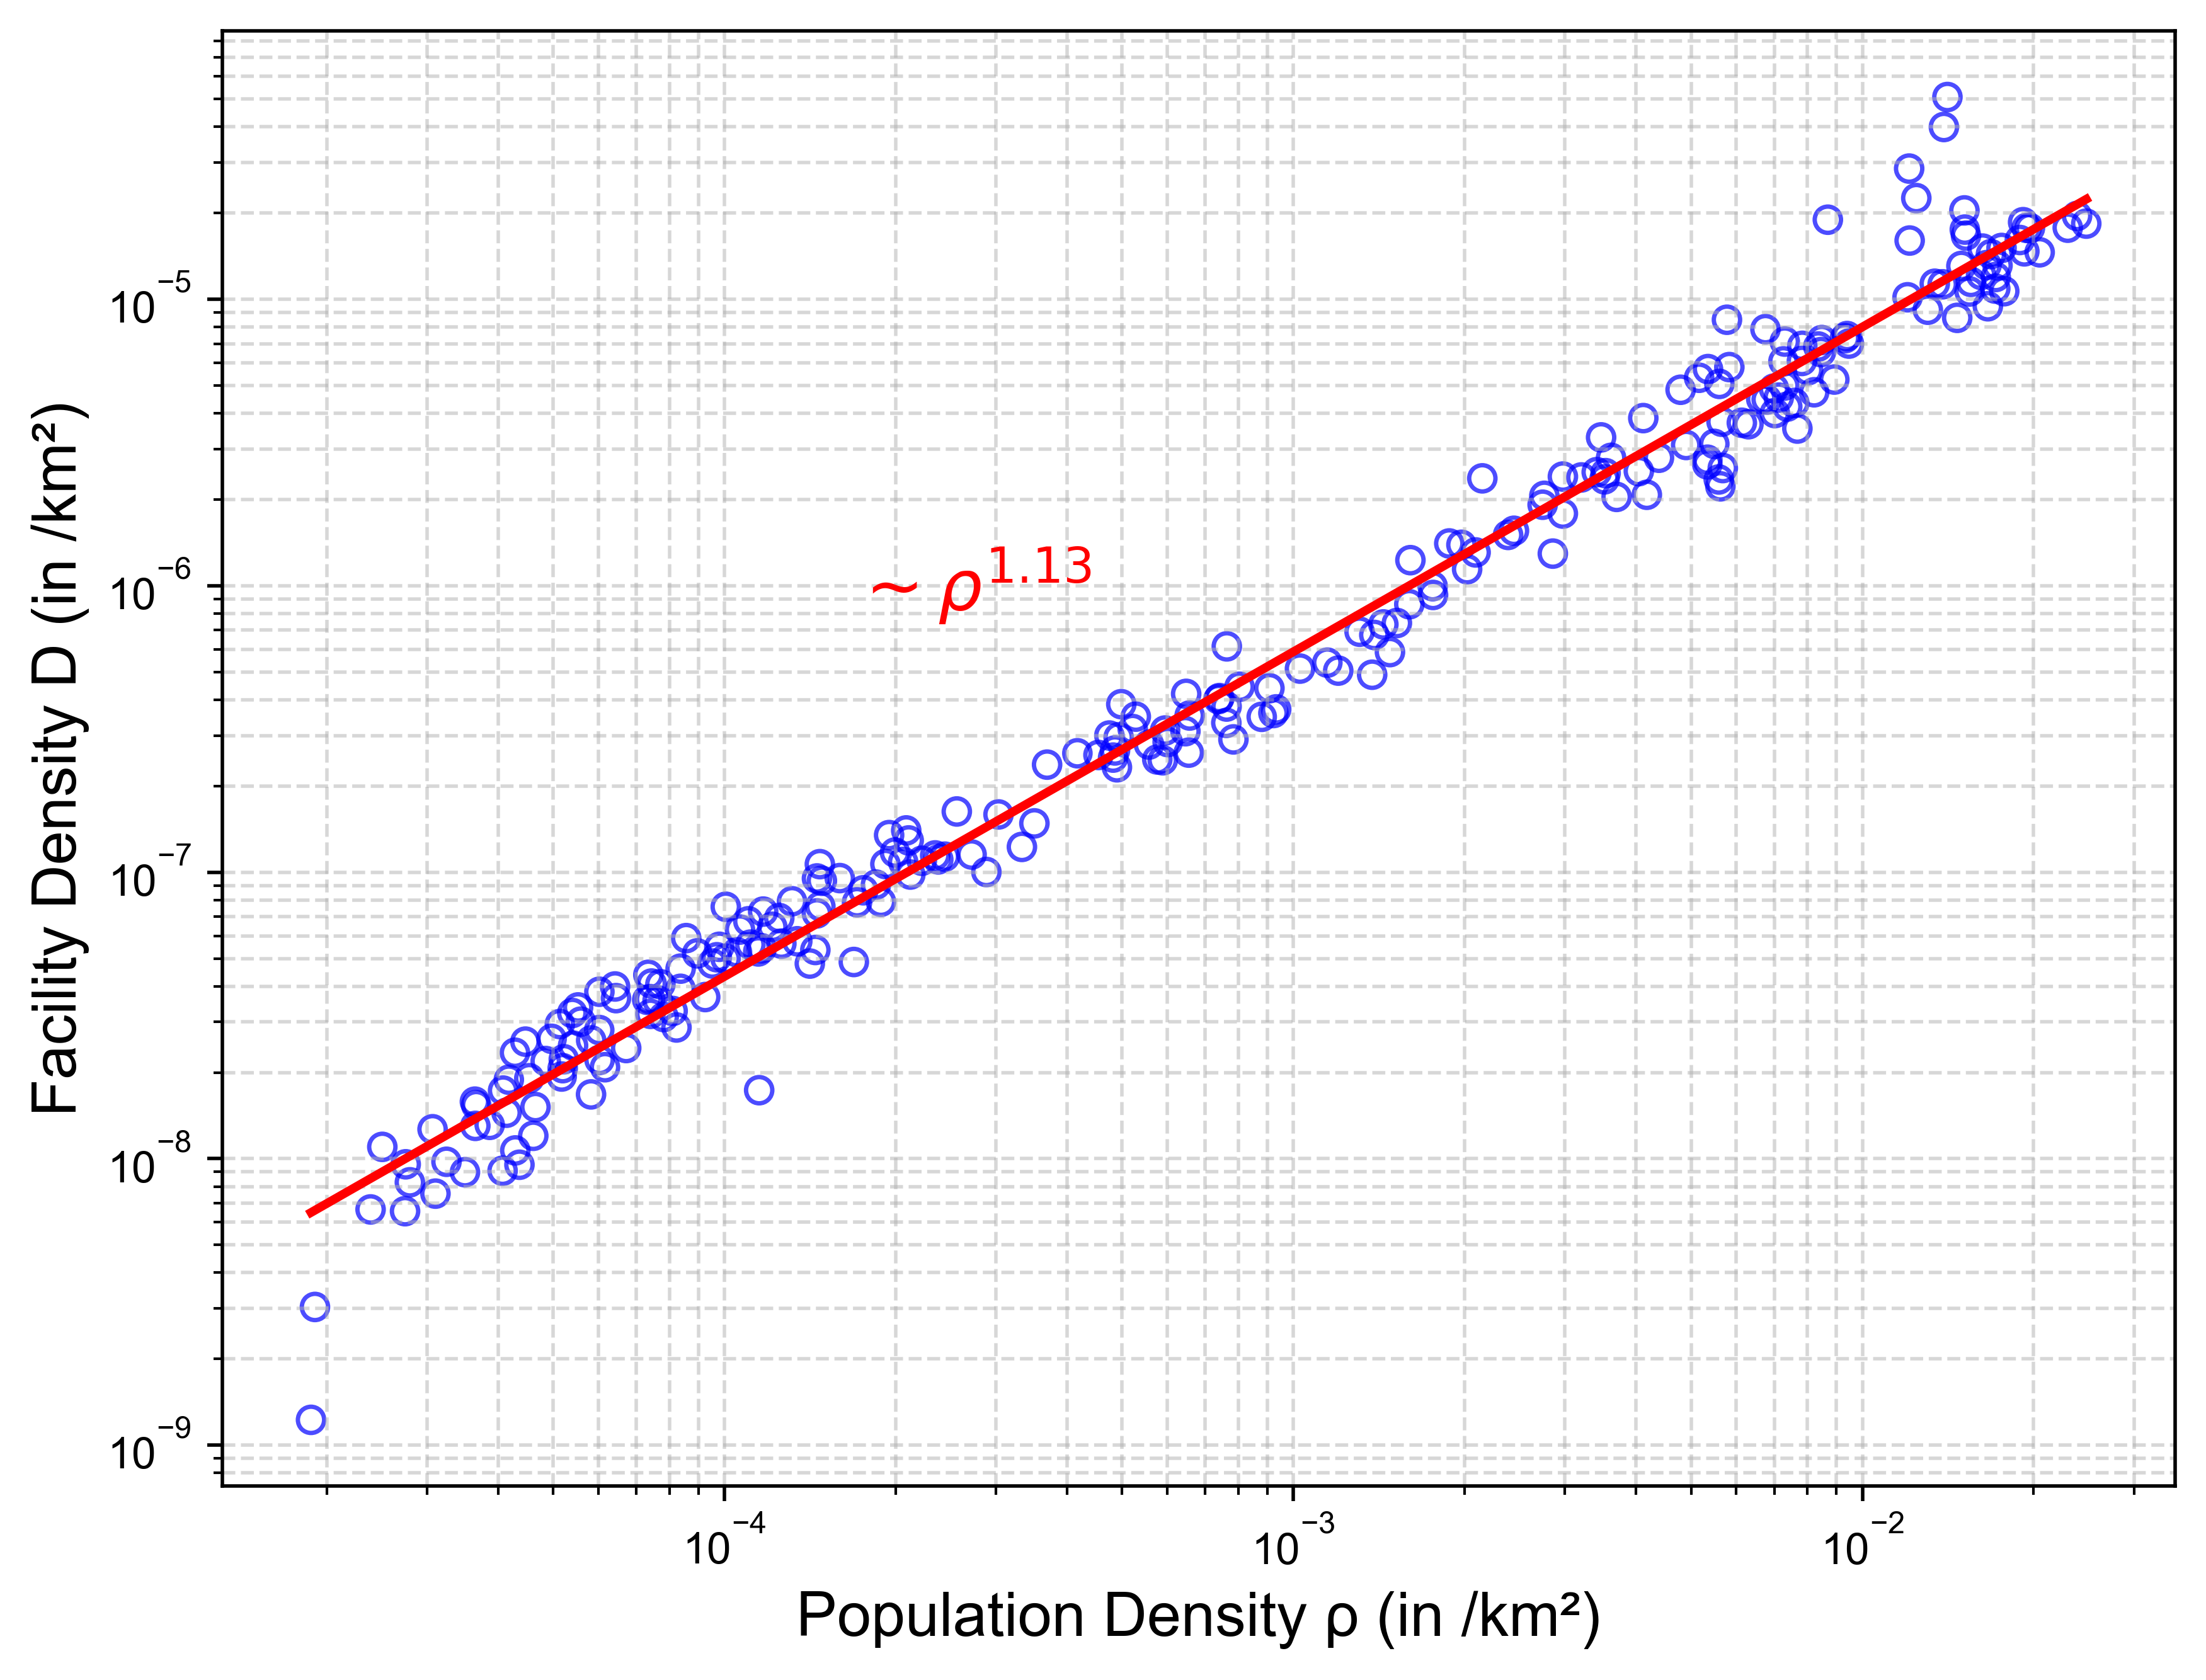 Facility Density D (in /km²)
10⁻⁵
10⁻⁶
10⁻⁷
10⁻⁸
10⁻⁹
~ ρ^1.13
10⁻⁴ 10⁻³ 10⁻²
Population Density ρ (in /km²)